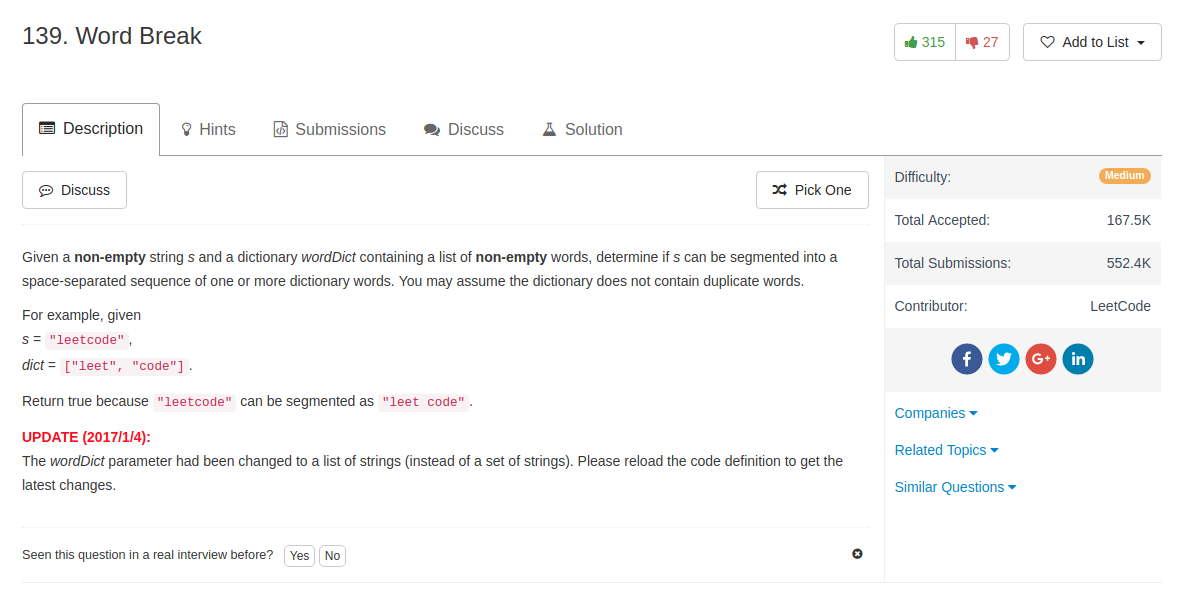 139. Word Break
315 27 Add to List
Description Hints Submissions Discuss Solution
Discuss Pick One
Given a non-empty string s and a dictionary wordDict containing a list of non-empty words, determine if s can be segmented into a
space-separated sequence of one or more dictionary words. You may assume the dictionary does not contain duplicate words.
For example, given
s = "leetcode",
dict = ["leet", "code"].
Return true because "leetcode" can be segmented as "leet code".
UPDATE (2017/1/4):
The wordDict parameter had been changed to a list of strings (instead of a set of strings). Please reload the code definition to get the
latest changes.
Seen this question in a real interview before? Yes No
Difficulty: Medium
Total Accepted: 167.5K
Total Submissions: 552.4K
Contributor: LeetCode
f G+ in
Companies
Related Topics
Similar Questions